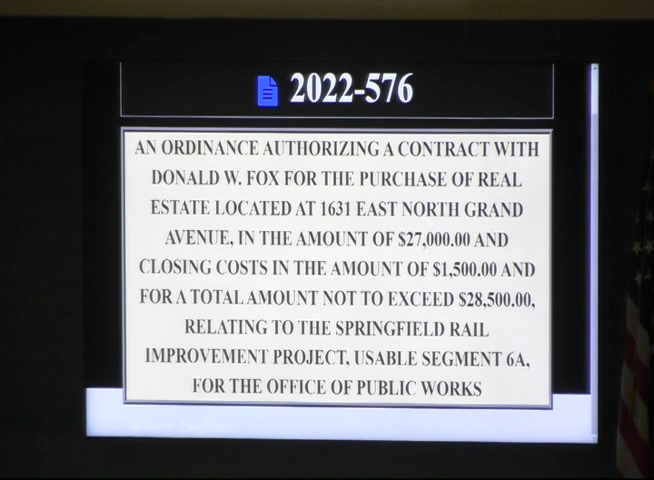 2022-576
AN ORDINANCE AUTHORIZING A CONTRACT WITH
DONALD W. FOX FOR THE PURCHASE OF REAL
ESTATE LOCATED AT 1631 EAST NORTH GRAND
AVENUE, IN THE AMOUNT OF $27,000.00 AND
CLOSING COSTS IN THE AMOUNT OF $1,500.00 AND
FOR A TOTAL AMOUNT NOT TO EXCEED $28,500.00,
RELATING TO THE SPRINGFIELD RAIL
IMPROVEMENT PROJECT, USABLE SEGMENT 6A,
FOR THE OFFICE OF PUBLIC WORKS